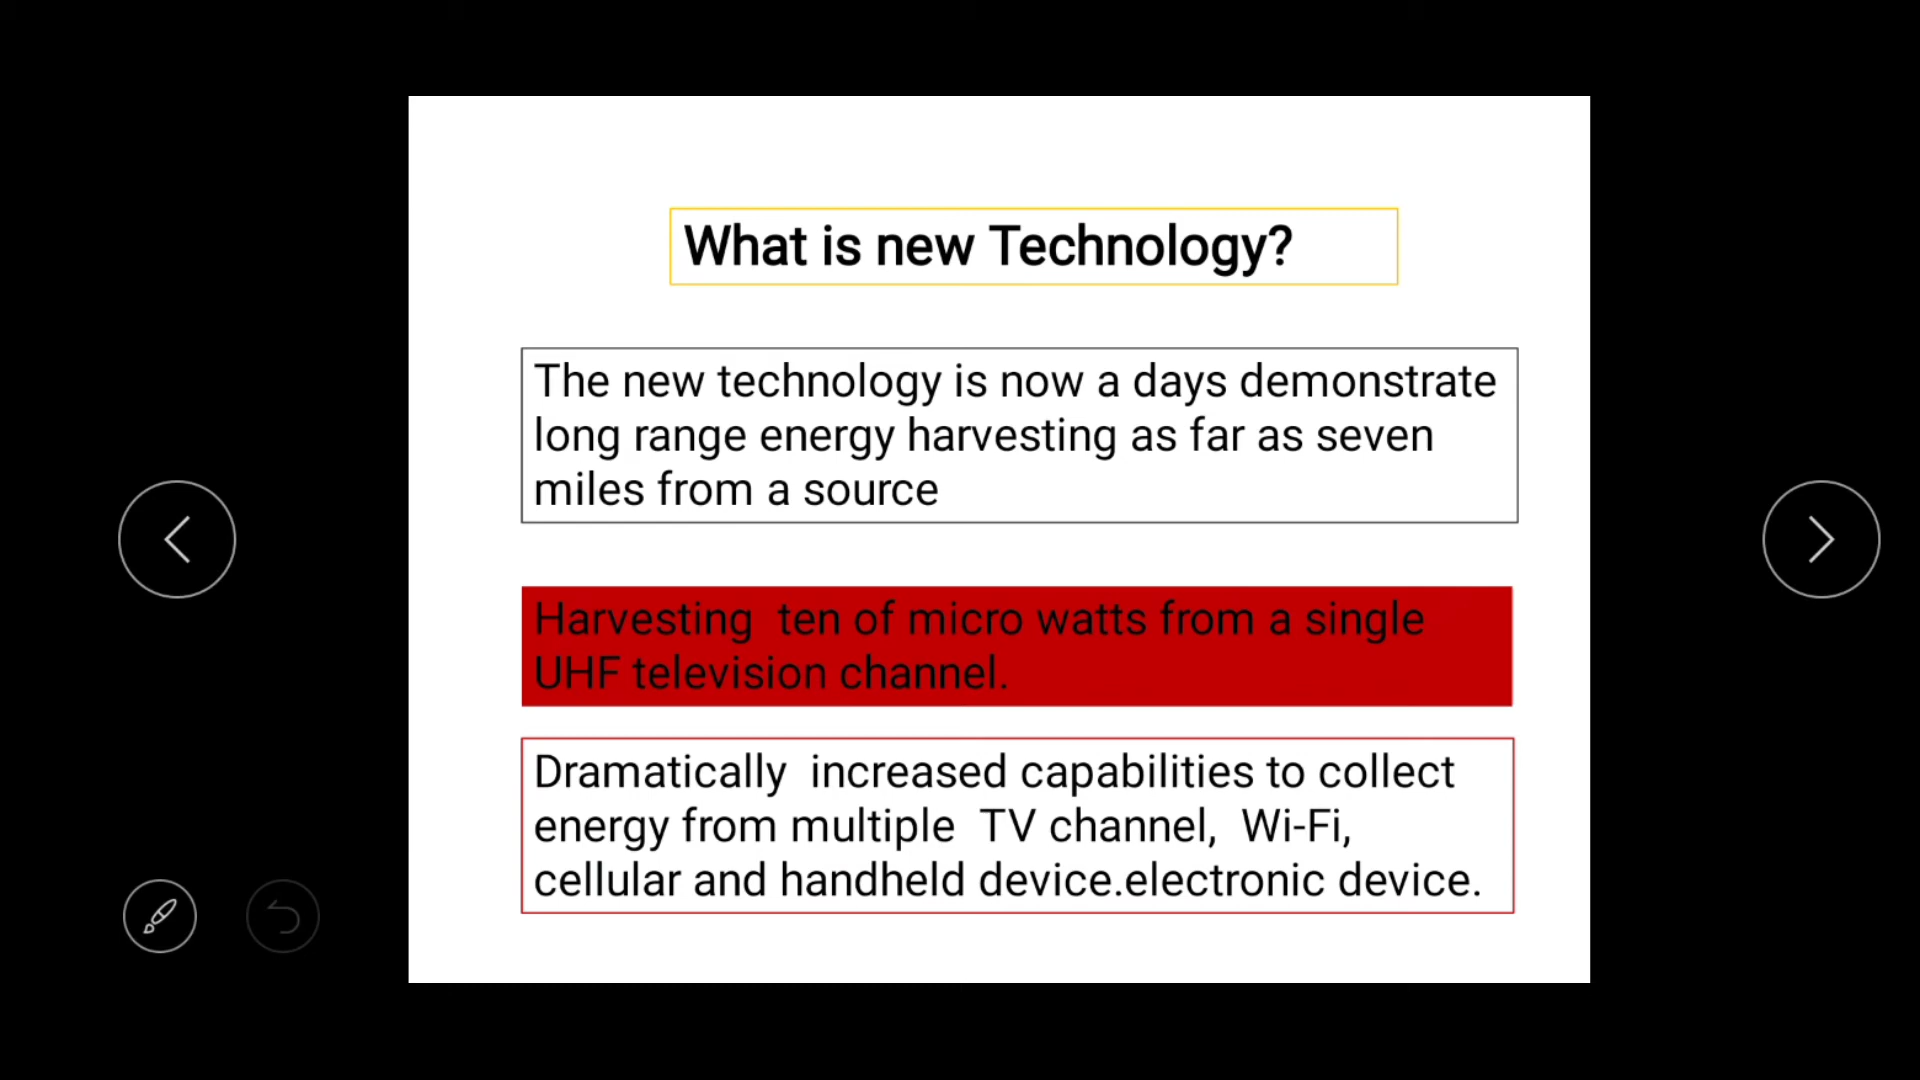 What is new Technology?
The new technology is now a days demonstrate
long range energy harvesting as far as seven
miles from a source
Harvesting  ten of micro watts from a single
UHF television channel.
Dramatically  increased capabilities to collect
energy from multiple  TV channel,  Wi-Fi,
cellular and handheld device.electronic device.